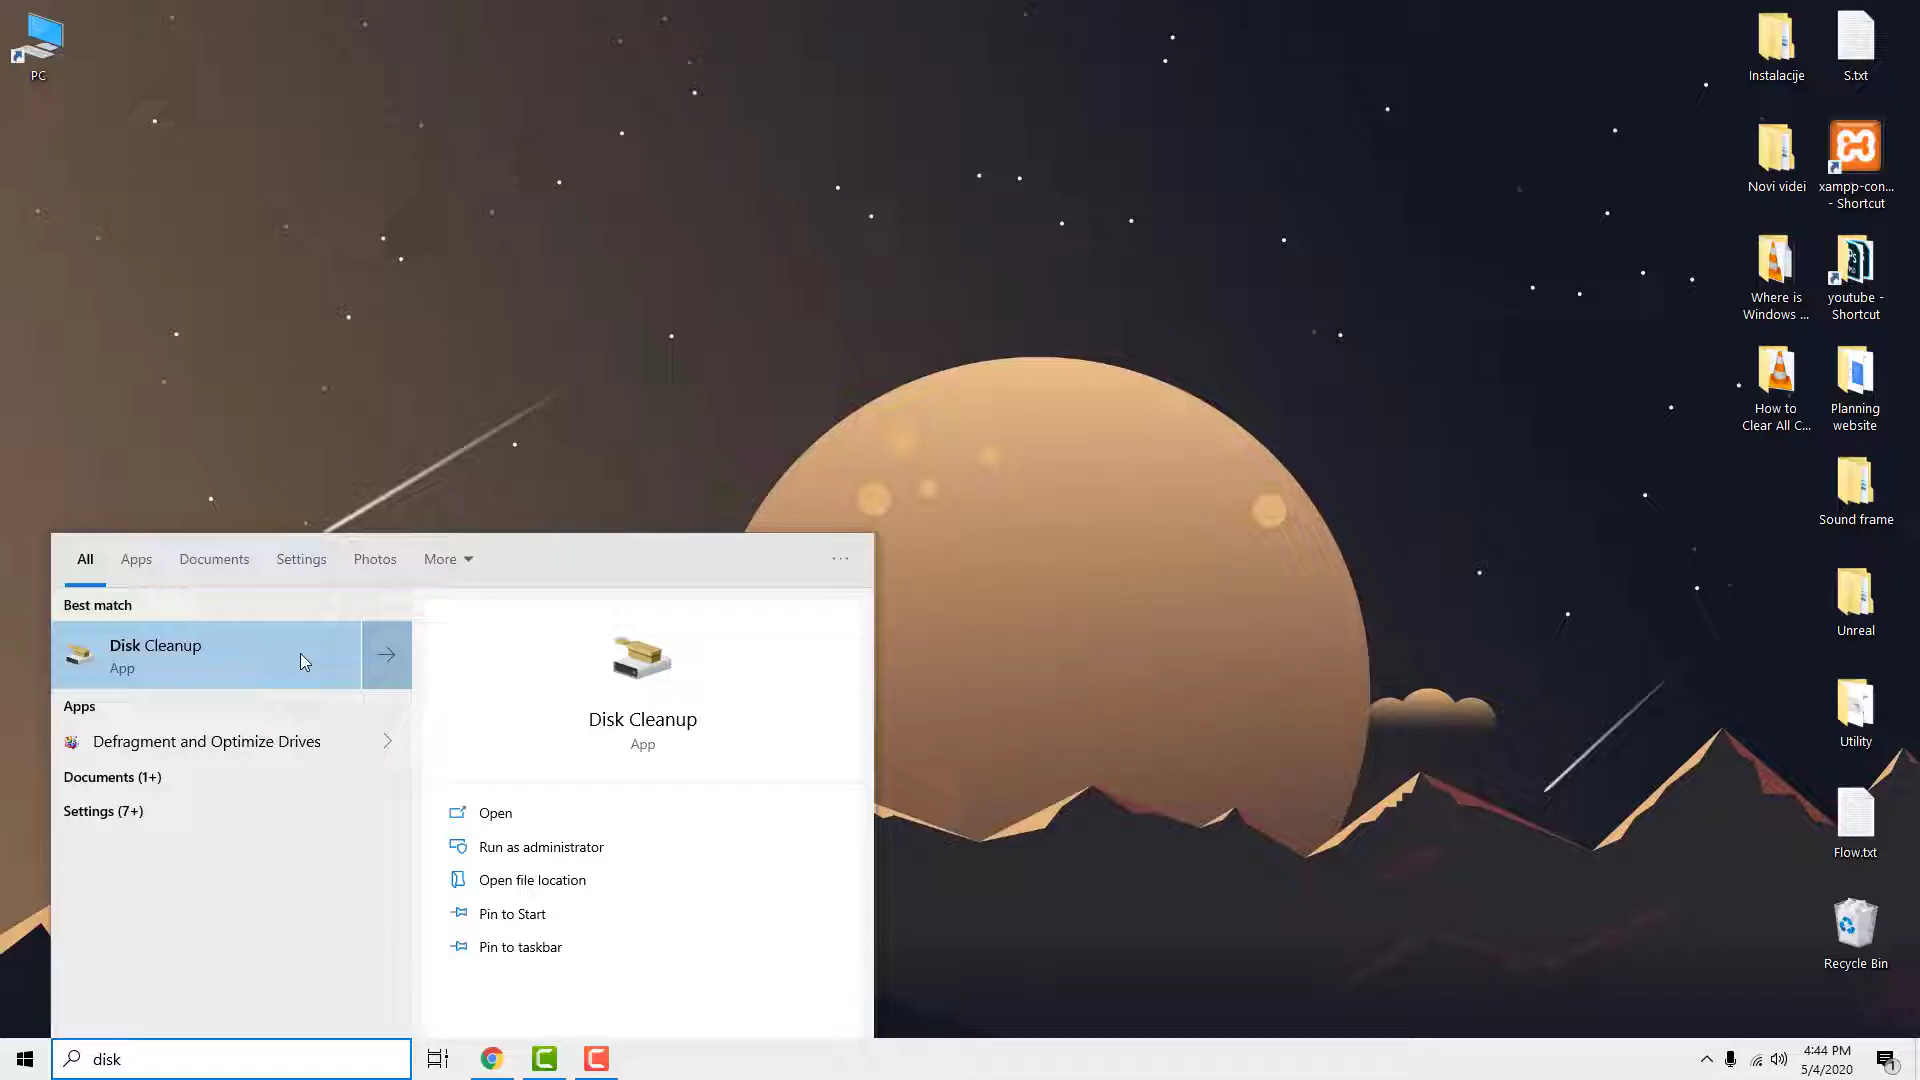 PC
Instalacije
S.txt
Novi videi
xampp-con...
- Shortcut
Where is
Windows ...
youtube -
Shortcut
How to
Clear All C...
Planning
website
Sound frame
Unreal
Utility
Flow.txt
Recycle Bin
All
Apps
Documents
Settings
Photos
More
...
Best match
Disk Cleanup
App
Apps
Defragment and Optimize Drives
Documents (1+)
Settings (7+)
Disk Cleanup
App
Open
Run as administrator
Open file location
Pin to Start
Pin to taskbar
disk
4:44 PM
5/4/2020
1